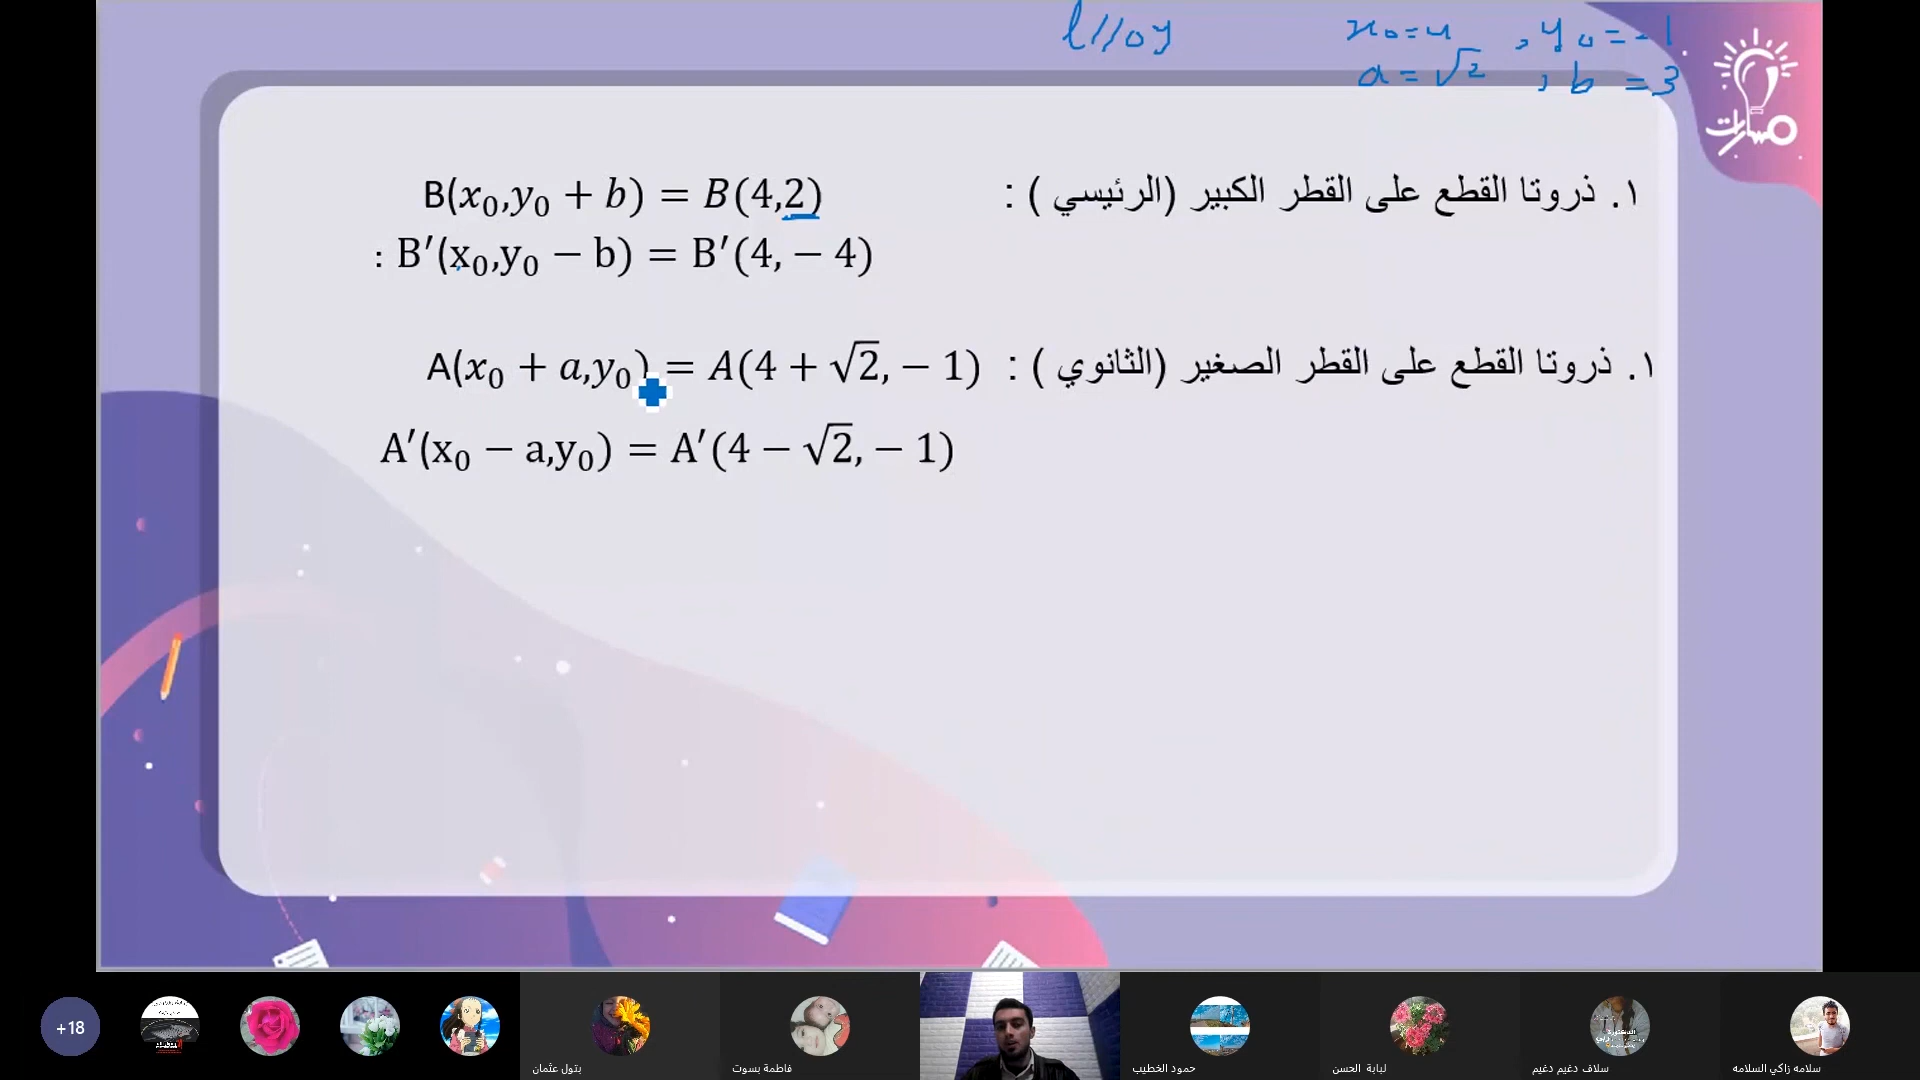 l//oy
x₀=4 , y₀=-1
a=√2 , b=3
مسارات
١. ذروتا القطع على القطر الكبير (الرئيسي ) : B(x₀,y₀ + b) = B(4,2)
: B′(x₀,y₀ − b) = B′(4, − 4)
١. ذروتا القطع على القطر الصغير (الثانوي ) : A(x₀ + a,y₀) = A(4 + √2, − 1)
A′(x₀ − a,y₀) = A′(4 − √2, − 1)
+18
بتول عثمان
فاطمة بسوت
حمود الخطيب
لبابة الحسن
سلاف دغيم دغيم
سلامه زاكي السلامه